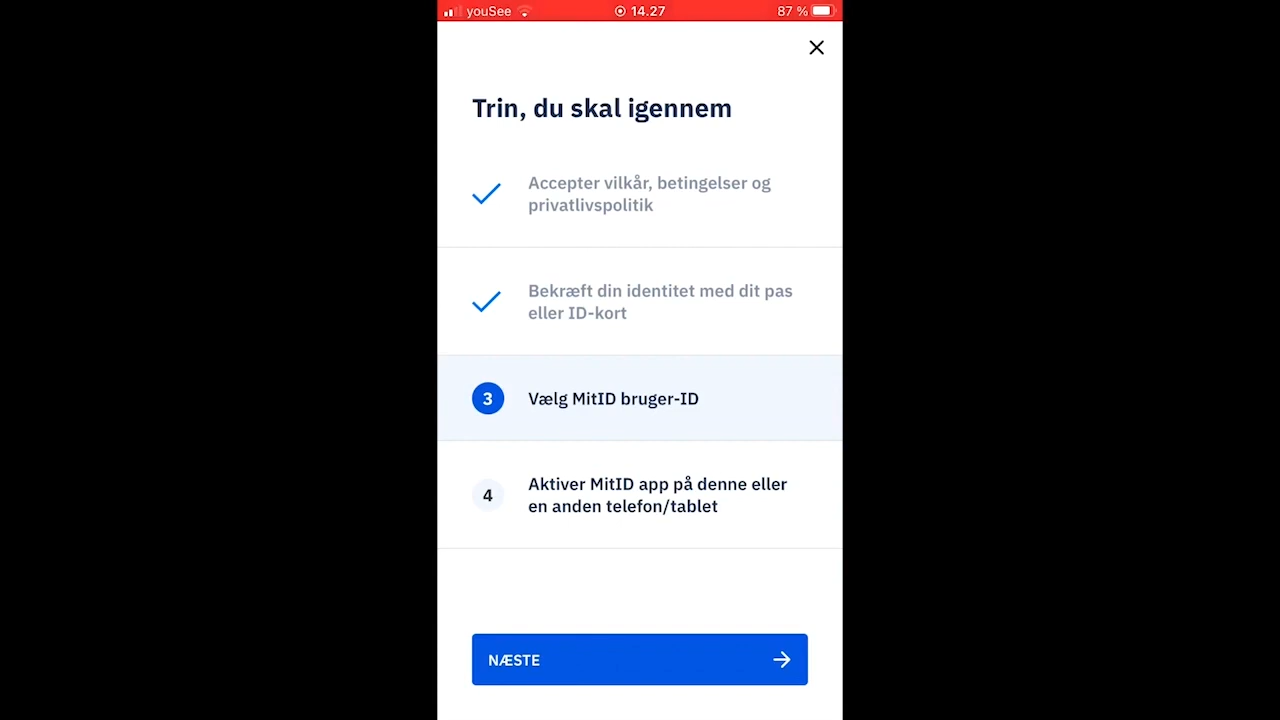 youSee 14.27 87 %
Trin, du skal igennem
Accepter vilkår, betingelser og
privatlivspolitik
Bekræft din identitet med dit pas
eller ID-kort
3 Vælg MitID bruger-ID
4 Aktiver MitID app på denne eller
en anden telefon/tablet
NÆSTE